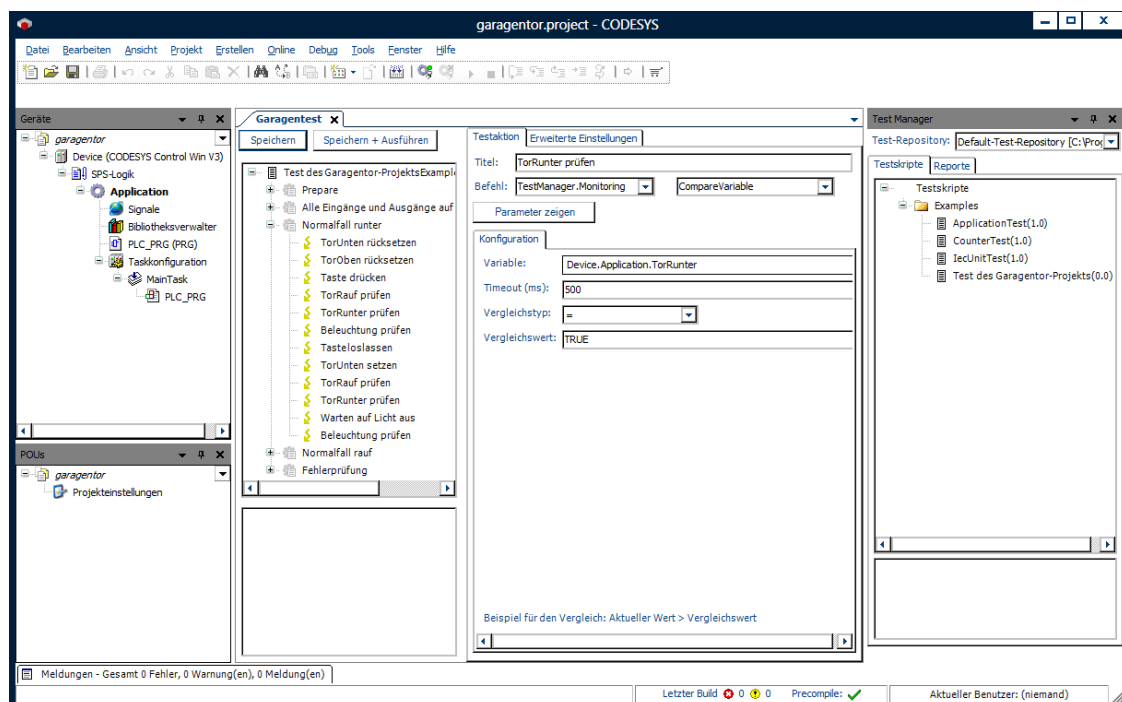 garagentor.project - CODESYS
Datei Bearbeiten Ansicht Projekt Erstellen Online Debug Tools Fenster Hilfe
Geräte
garagentor
Device (CODESYS Control Win V3)
SPS-Logik
Application
Signale
Bibliotheksverwalter
PLC_PRG (PRG)
Taskkonfiguration
MainTask
PLC_PRG
POUs
garagentor
Projekteinstellungen
Garagentest
Speichern Speichern + Ausführen
Test des Garagentor-ProjektsExampl
Prepare
Alle Eingänge und Ausgänge auf
Normalfall runter
TorUnten rücksetzen
TorOben rücksetzen
Taste drücken
TorRauf prüfen
TorRunter prüfen
Beleuchtung prüfen
Tasteloslassen
TorUnten setzen
TorRauf prüfen
TorRunter prüfen
Warten auf Licht aus
Beleuchtung prüfen
Normalfall rauf
Fehlerprüfung
Testaktion Erweiterte Einstellungen
Titel: TorRunter prüfen
Befehl: TestManager.Monitoring CompareVariable
Parameter zeigen
Konfiguration
Variable: Device.Application.TorRunter
Timeout (ms): 500
Vergleichstyp: =
Vergleichswert: TRUE
Beispiel für den Vergleich: Aktueller Wert > Vergleichswert
Test Manager
Test-Repository: Default-Test-Repository [C:\Prog
Testskripte Reporte
Testskripte
Examples
ApplicationTest(1.0)
CounterTest(1.0)
IecUnitTest(1.0)
Test des Garagentor-Projekts(0.0)
Meldungen - Gesamt 0 Fehler, 0 Warnung(en), 0 Meldung(en)
Letzter Build 0 0 Precompile: Aktueller Benutzer: (niemand)